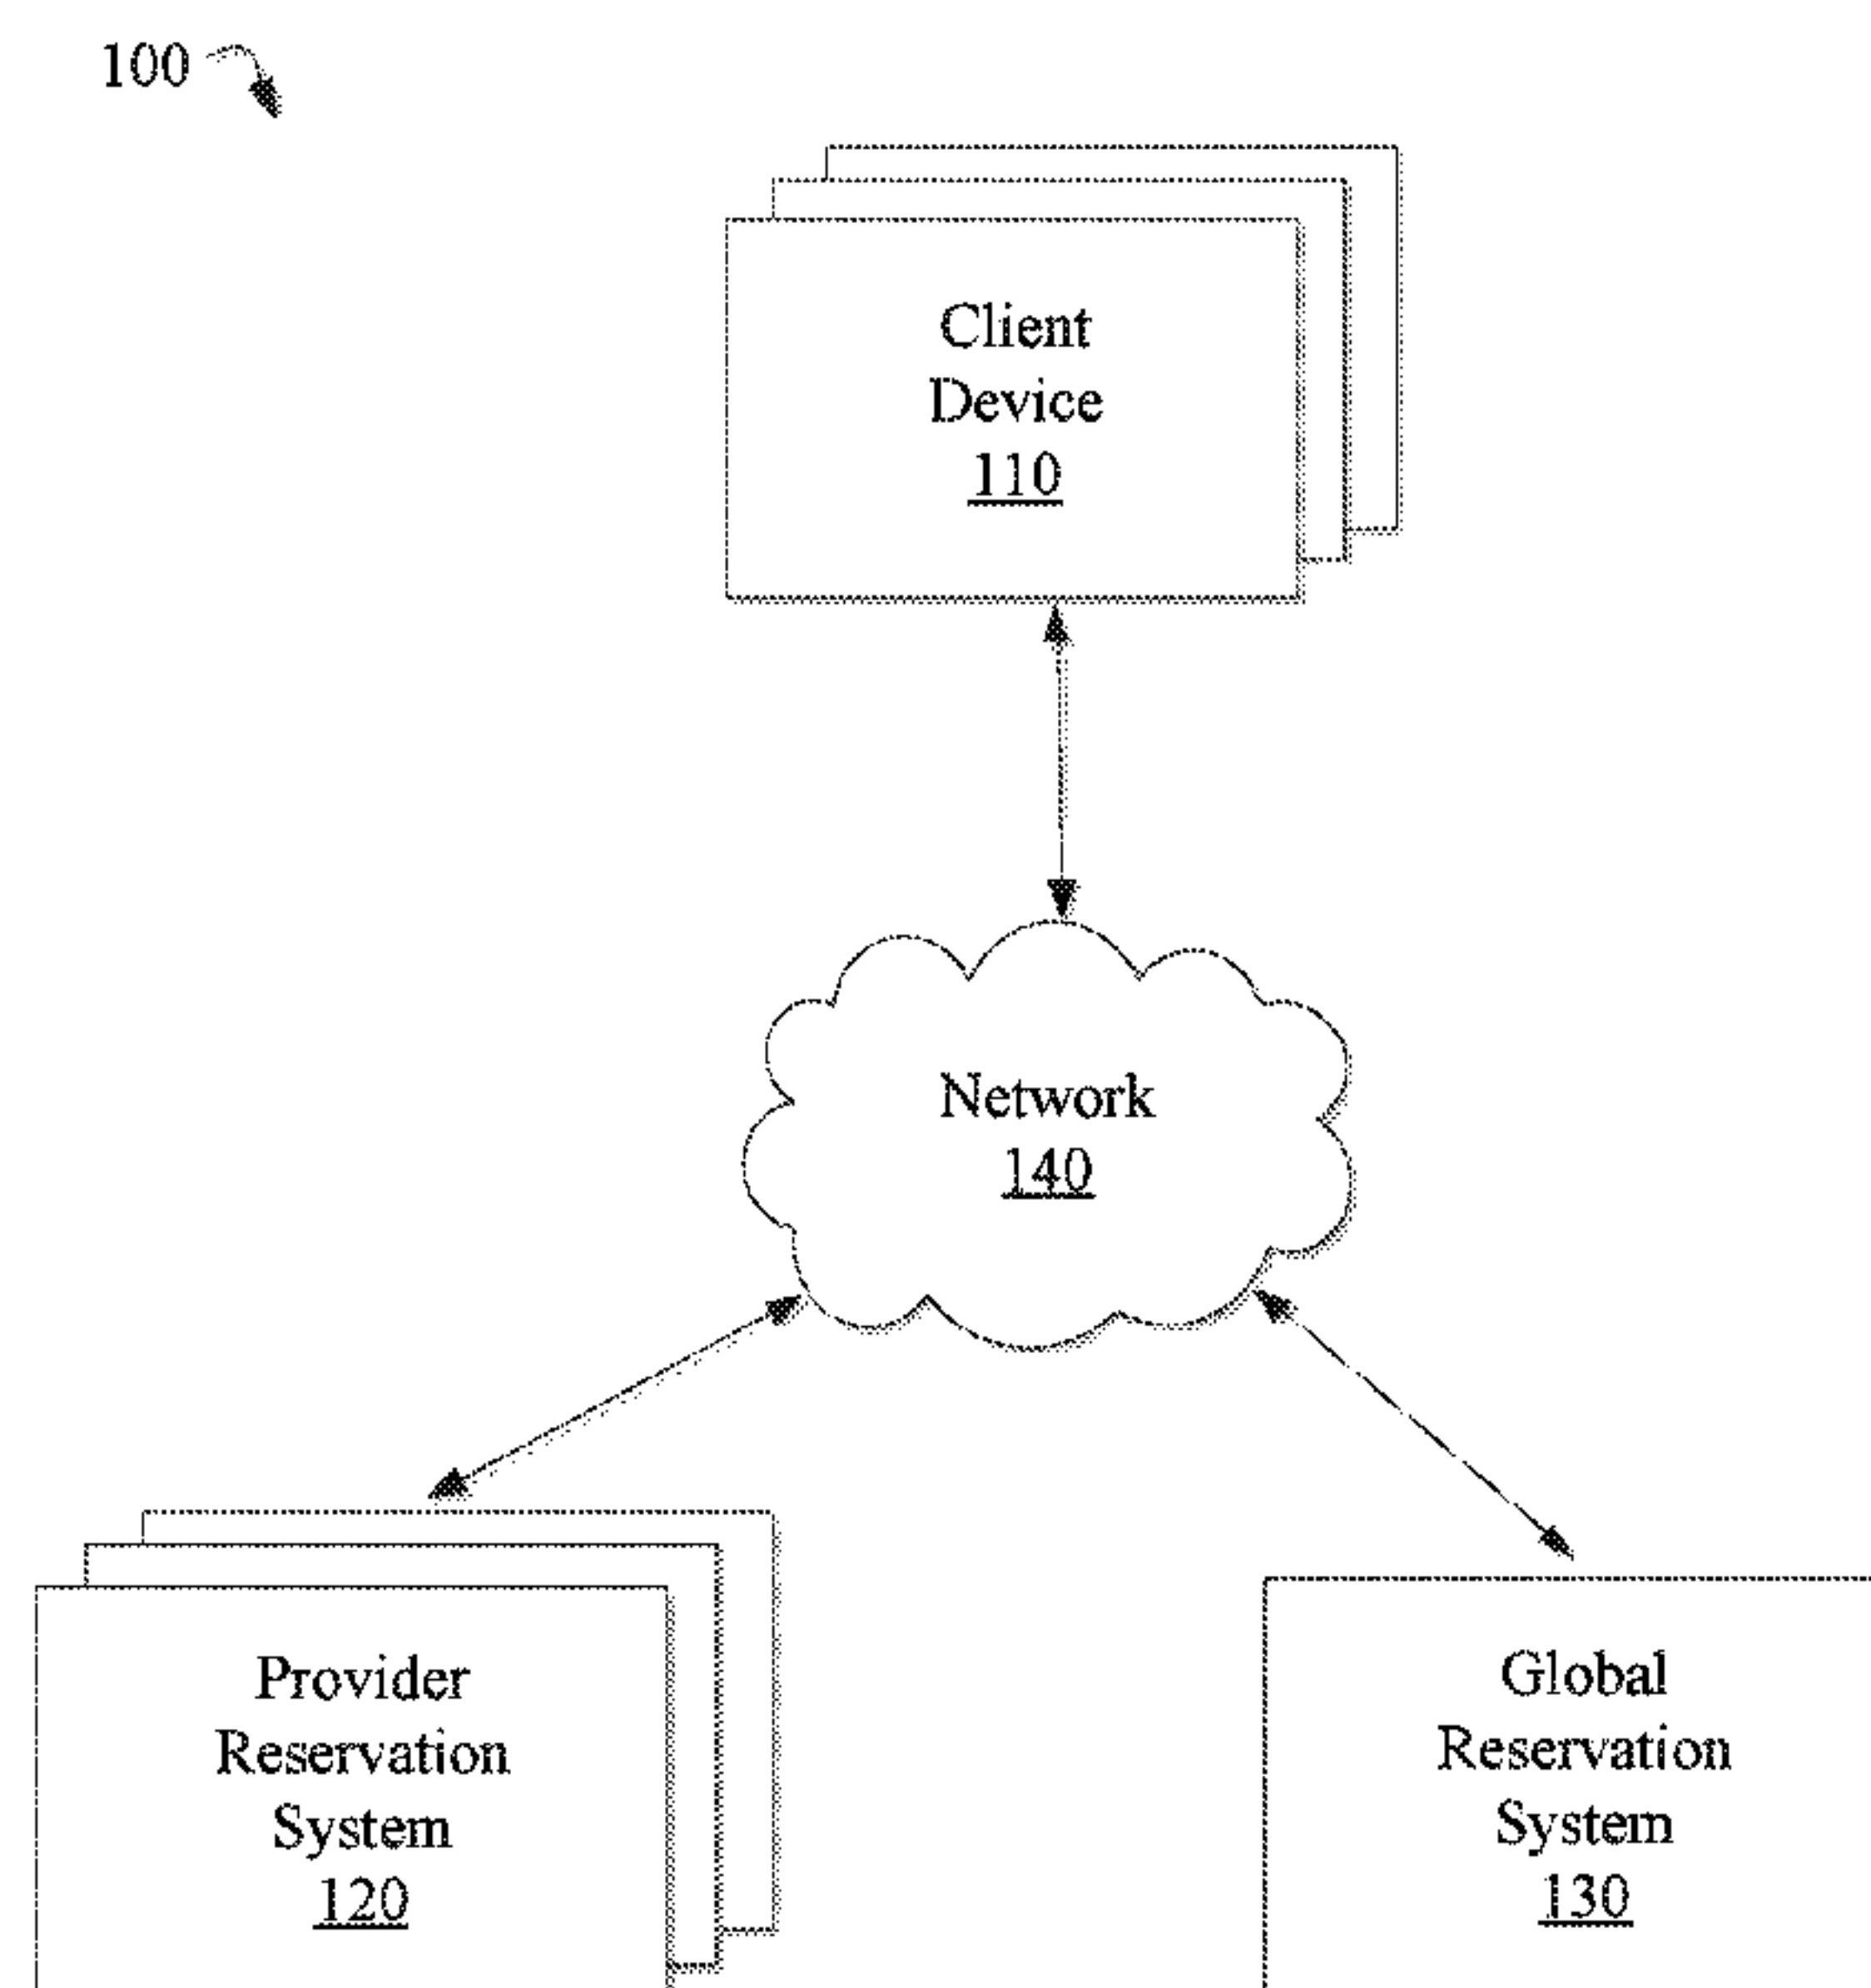 100
Client
Device
110
Network
140
Provider
Reservation
System
120
Global
Reservation
System
130